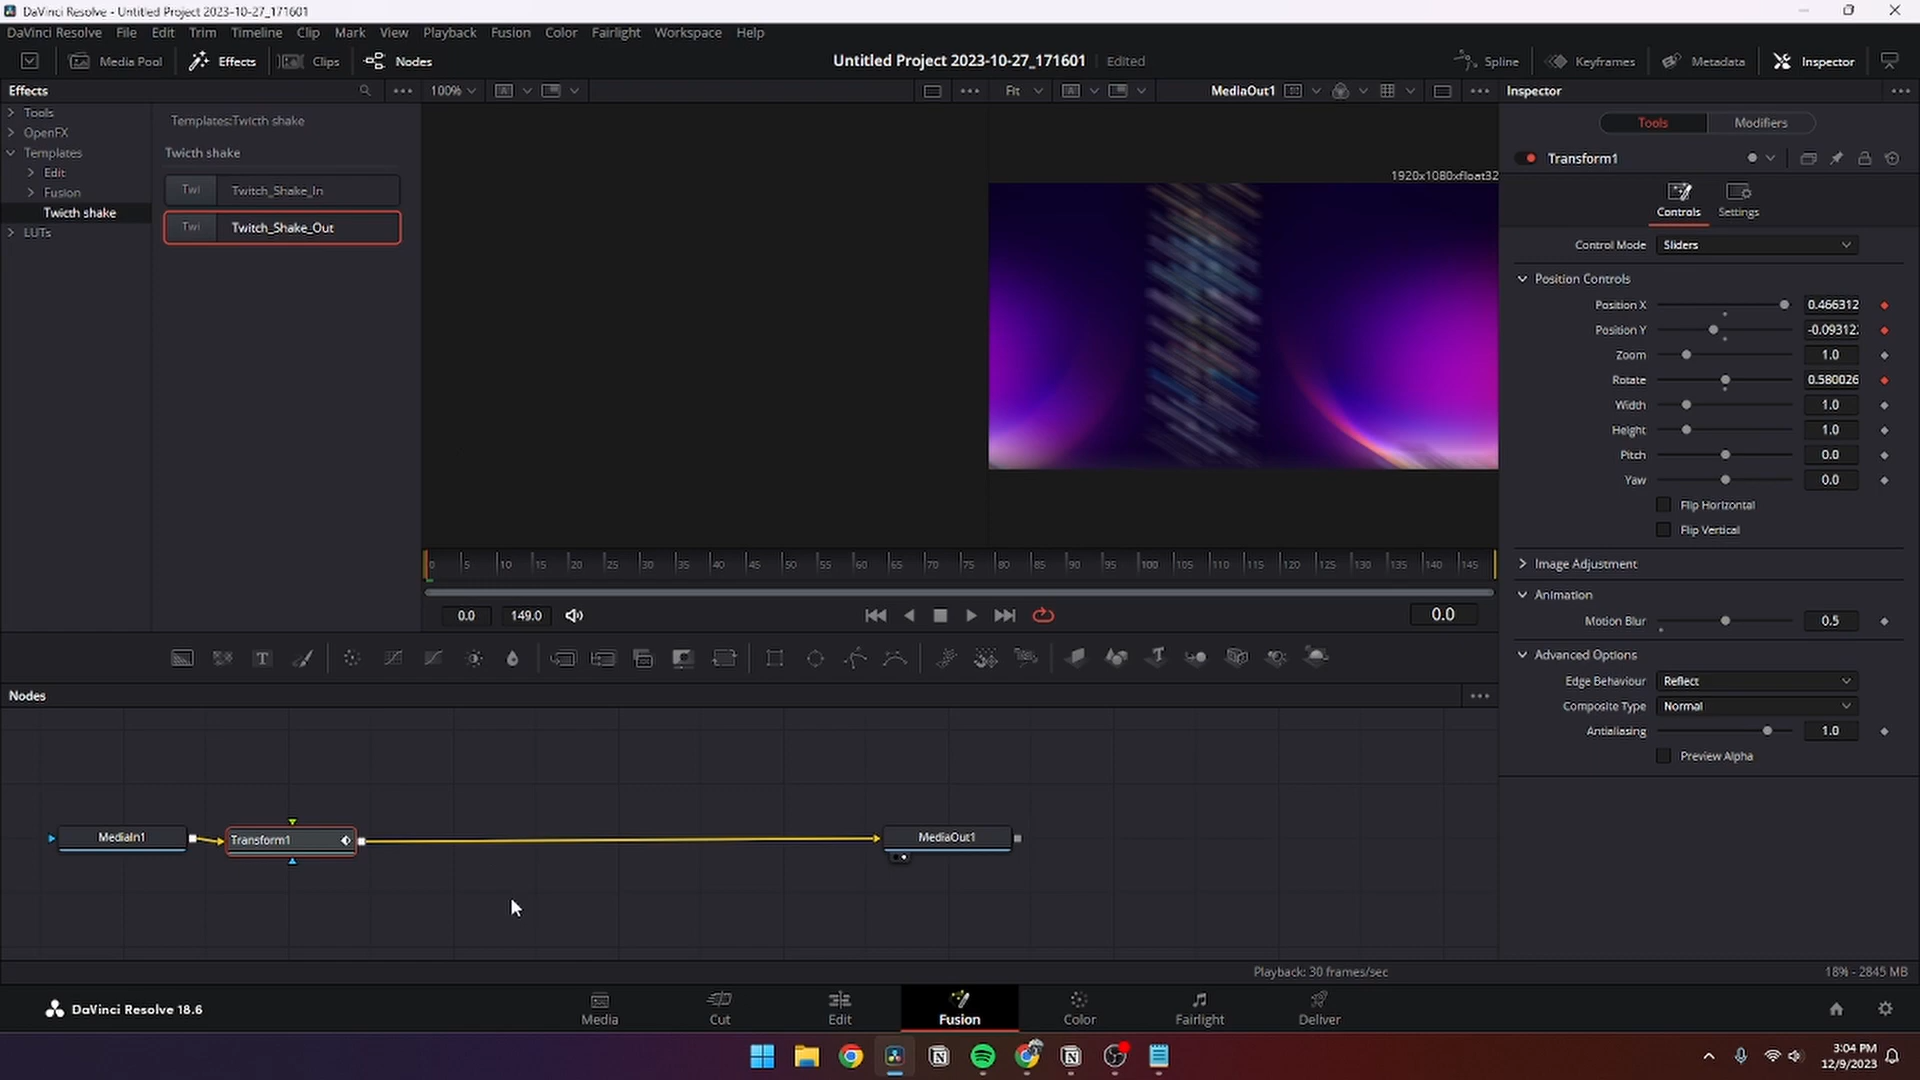 DaVinci Resolve - Untitled Project 2023-10-27_171601
DaVinci Resolve File Edit Trim Timeline Clip Mark View Playback Fusion Color Fairlight Workspace Help
Media Pool Effects Clips Nodes Untitled Project 2023-10-27_171601 Edited Spline Keyframes Metadata Inspector
Effects 100% Fit MediaOut1 Inspector
Tools
OpenFX
Templates
Edit
Fusion
Twicth shake
LUTs
Templates:Twicth shake
Twicth shake
Twi Twitch_Shake_In
Twi Twitch_Shake_Out
1920x1080xfloat32
Tools Modifiers
Transform1
Controls Settings
Control Mode Sliders
Position Controls
Position X 0.466312
Position Y -0.09312
Zoom 1.0
Rotate 0.580026
Width 1.0
Height 1.0
Pitch 0.0
Yaw 0.0
Flip Horizontal
Flip Vertical
Image Adjustment
Animation
Motion Blur 0.5
Advanced Options
Edge Behaviour Reflect
Composite Type Normal
Antialiasing 1.0
Preview Alpha
0 5 10 15 20 25 30 35 40 45 50 55 60 65 70 75 80 85 90 95 100 105 110 115 120 125 130 135 140 145
0.0 149.0 0.0
T
Nodes
MediaIn1 Transform1 MediaOut1
Playback: 30 frames/sec 18% - 2845 MB
DaVinci Resolve 18.6 Media Cut Edit Fusion Color Fairlight Deliver
3:04 PM
12/9/2023